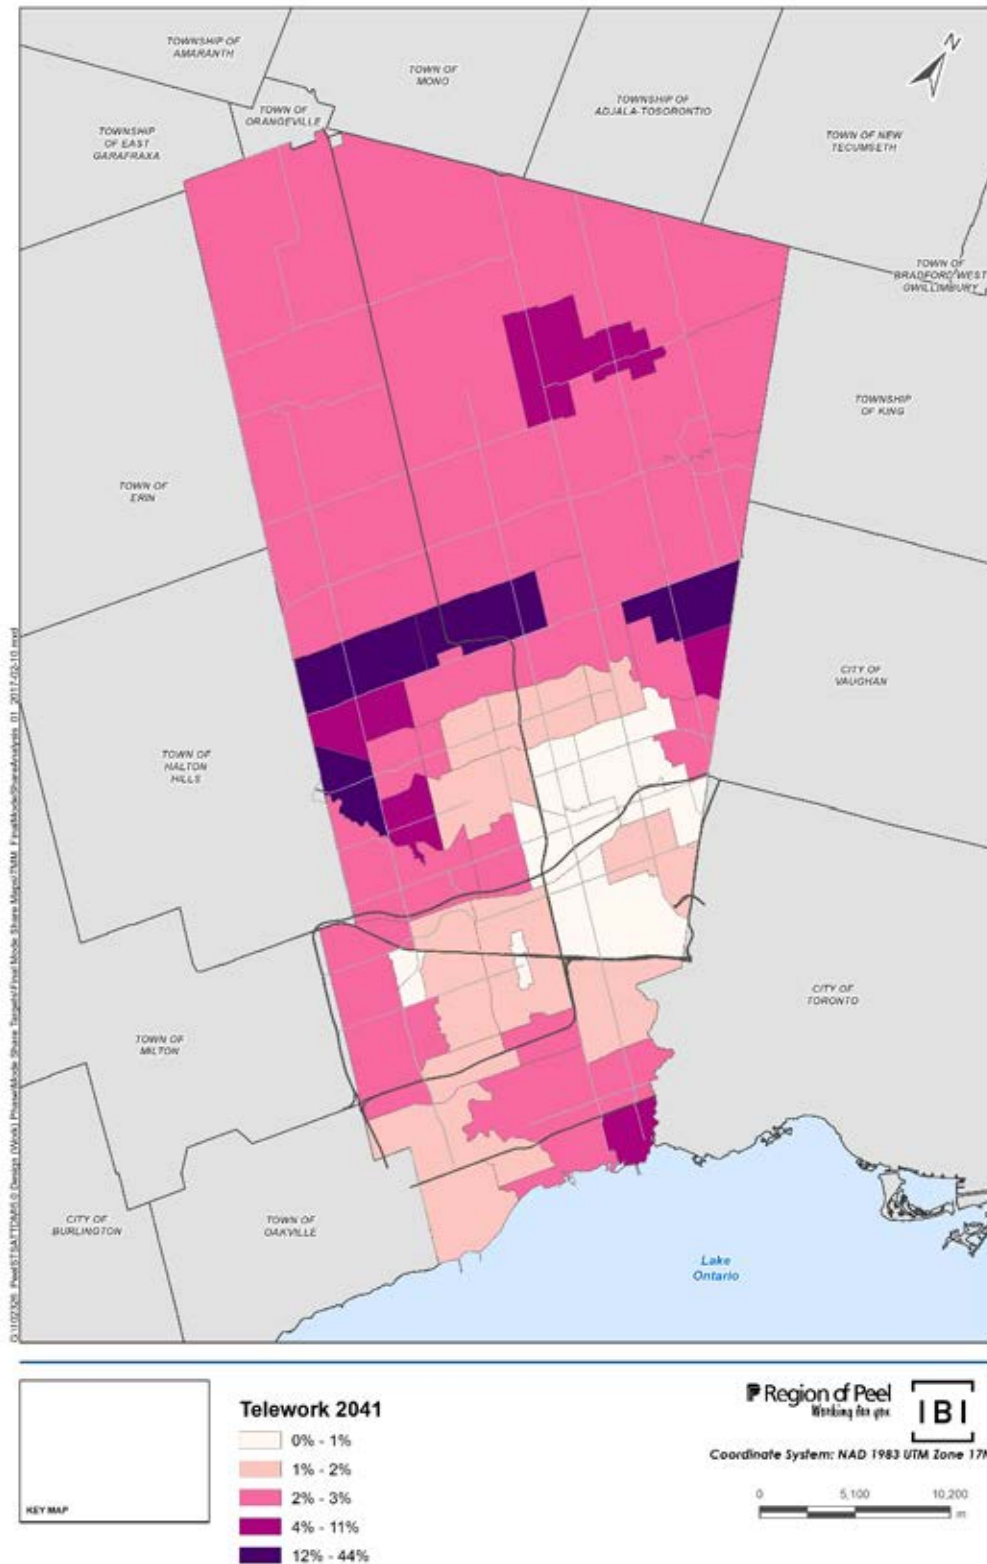 TOWNSHIP OF
AMARANTH
TOWN OF
MONO
TOWN OF
ORANGEVILLE
TOWNSHIP OF
ADJALA-TOSORONTIO
TOWNSHIP
OF EAST
GARAFRAXA
TOWN OF NEW
TECUMSETH
TOWN OF
BRADFORD WEST
GWILLIMBURY
TOWNSHIP
OF KING
TOWN OF
ERIN
CITY OF
VAUGHAN
TOWN OF
HALTON
HILLS
CITY OF
TORONTO
TOWN OF
MILTON
CITY OF
BURLINGTON
TOWN OF
OAKVILLE
Lake
Ontario
N
KEY MAP
Telework 2041
0% - 1%
1% - 2%
2% - 3%
4% - 11%
12% - 44%
Region of Peel
Working for you
IBI
Coordinate System: NAD 1983 UTM Zone 17N
0 5,100 10,200
m